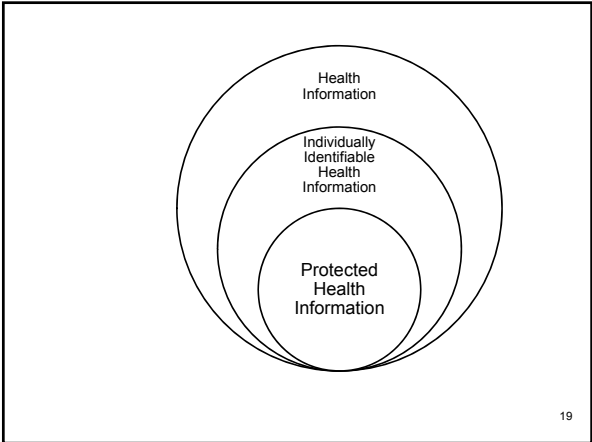 Health
Information
Individually
Identifiable
Health
Information
Protected
Health
Information
19